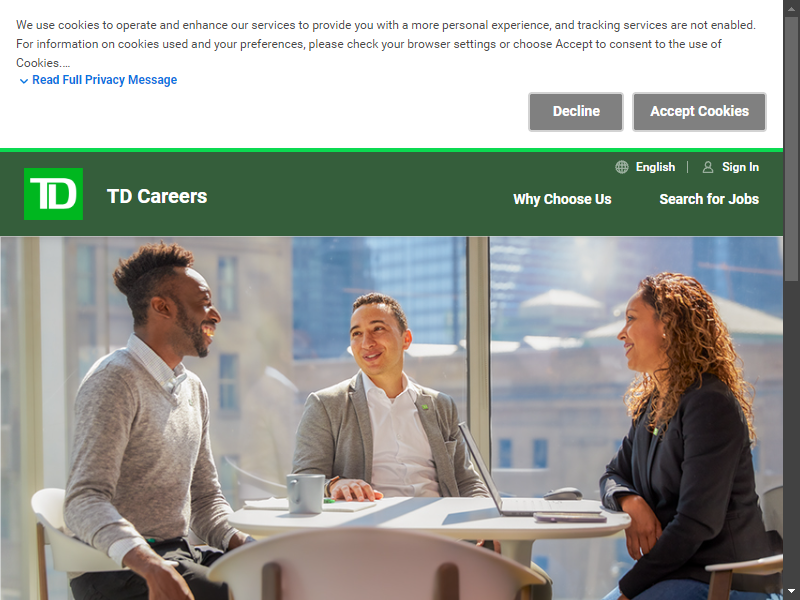 We use cookies to operate and enhance our services to provide you with a more personal experience, and tracking services are not enabled.
For information on cookies used and your preferences, please check your browser settings or choose Accept to consent to the use of
Cookies....
Read Full Privacy Message
Decline
Accept Cookies
English
Sign In
TD
TD Careers
Why Choose Us
Search for Jobs